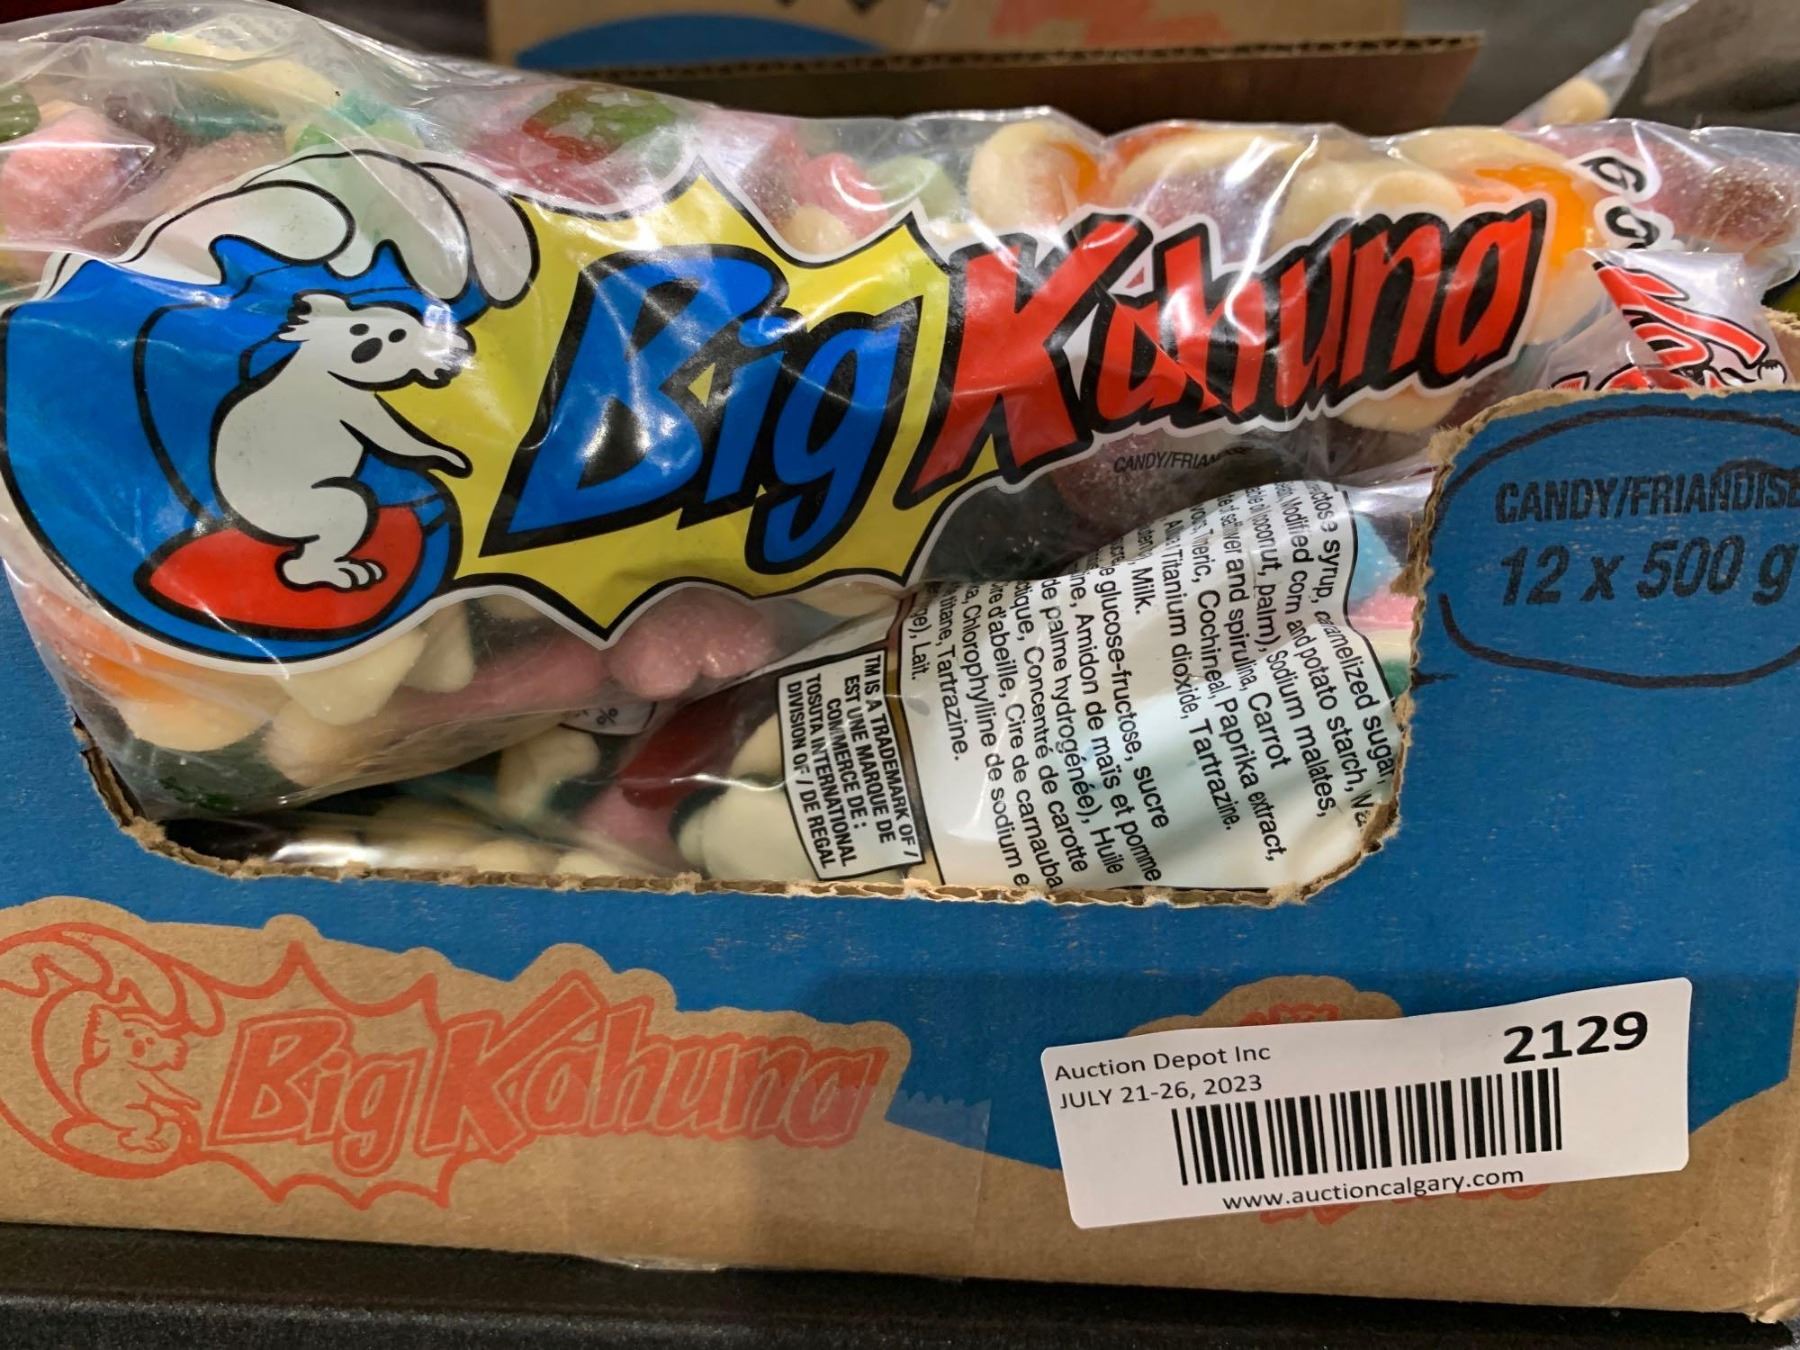 Big Kahuna
CANDY/FRIANDISE
CANDY/FRIANDISE
12 x 500 g
syrup, caramelized sugar,
Modified corn and potato starch,
palm), Sodium malates,
and spirulina, Carrot
Cochineal, Paprika extract,
Titanium dioxide, Tartrazine,
Milk.
glucose-fructose, sucre
Amidon de maïs et pomme
de palme hydrogénée), Huile
Concentré de carotte
d'abeille, Cire de carnauba
Chlorophylline de sodium e
titane, Tartrazine.
Lait.
TM IS A TRADEMARK OF /
EST UNE MARQUE DE
COMMERCE DE :
TOSUTA INTERNATIONAL
DIVISION OF / DE REGAL
Big Kahuna
Auction Depot Inc
2129
JULY 21-26, 2023
www.auctioncalgary.com